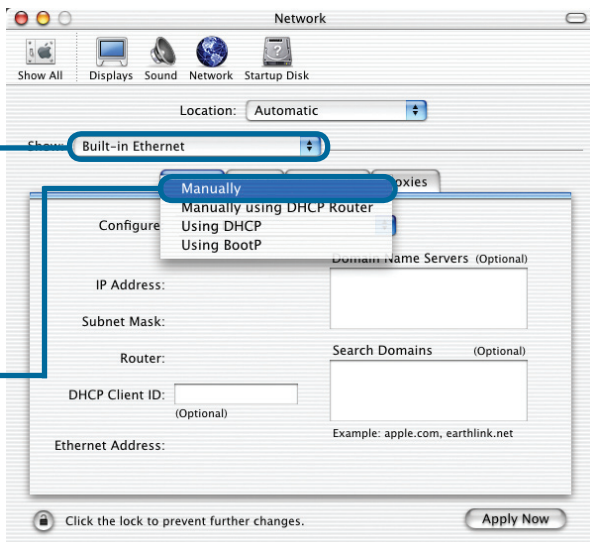 Network
Show All Displays Sound Network Startup Disk
Location: Automatic
Show: Built-in Ethernet
Proxies
Configure
Manually
Manually using DHCP Router
Using DHCP
Using BootP
Domain Name Servers (Optional)
IP Address:
Subnet Mask:
Router:
Search Domains (Optional)
DHCP Client ID:
(Optional)
Example: apple.com, earthlink.net
Ethernet Address:
Click the lock to prevent further changes.
Apply Now